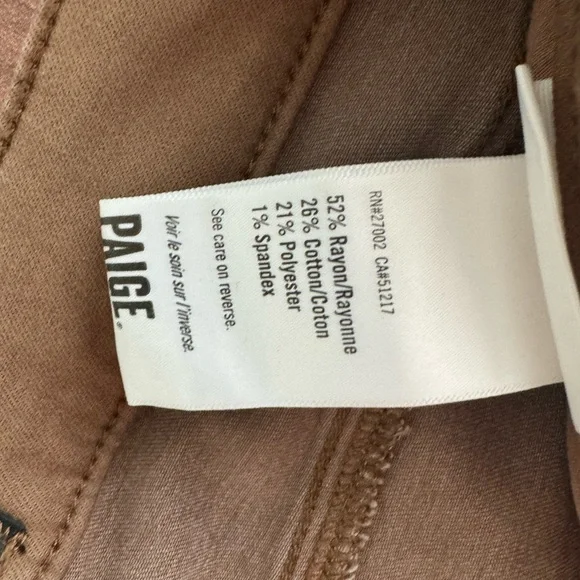 RN#27002 CA#51217
52% Rayon/Rayonne
26% Cotton/Coton
21% Polyester
1% Spandex
See care on reverse.
Voir le soin sur l'inverse.
PAIGE®